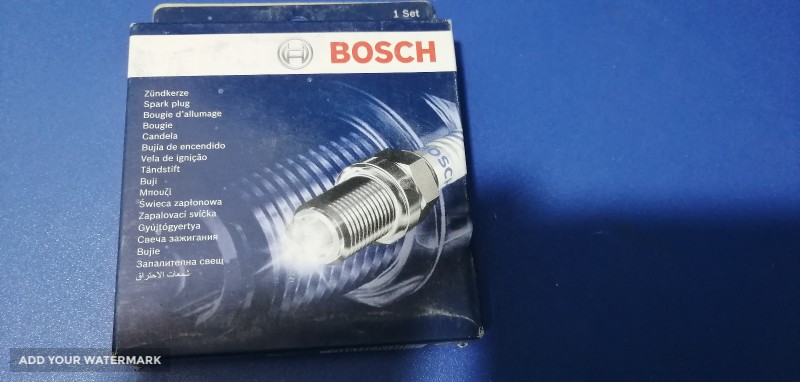 1 Set
BOSCH
Zündkerze
Spark plug
Bougie d'allumage
Bougie
Candela
Bujía de encendido
Vela de ignição
Tändstift
Buji
Μπουζί
Świeca zapłonowa
Zapalovací svíčka
Gyújtógyertya
Свеча зажигания
Bujie
Запалителна свещ
شمعات الاحتراق
BOSCH
ADD YOUR WATERMARK